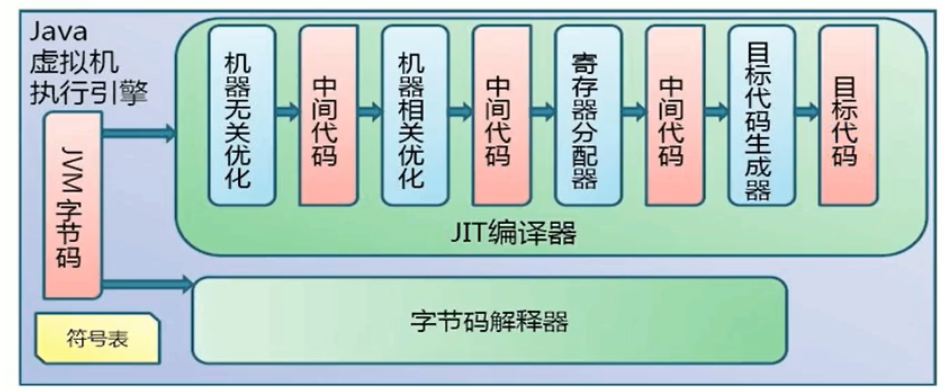 Java
虚拟机
执行引擎
JVM字节码
机器无关优化
中间代码
机器相关优化
中间代码
寄存器分配器
中间代码
目标代码生成器
目标代码
JIT编译器
字节码解释器
符号表